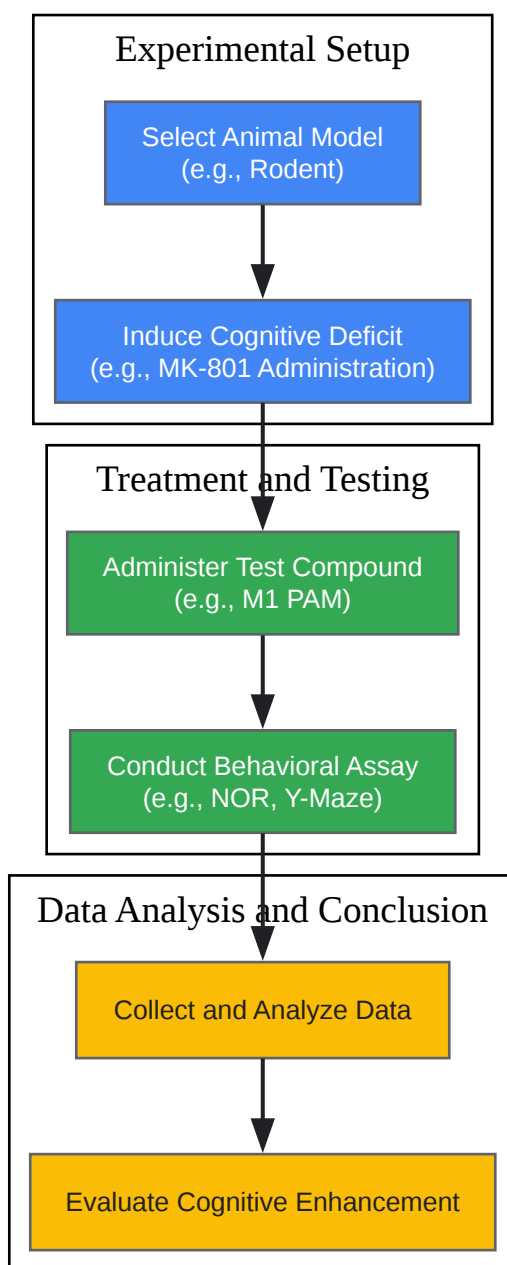 Experimental Setup
Select Animal Model
(e.g., Rodent)
Induce Cognitive Deficit
(e.g., MK-801 Administration)
Treatment and Testing
Administer Test Compound
(e.g., M1 PAM)
Conduct Behavioral Assay
(e.g., NOR, Y-Maze)
Data Analysis and Conclusion
Collect and Analyze Data
Evaluate Cognitive Enhancement